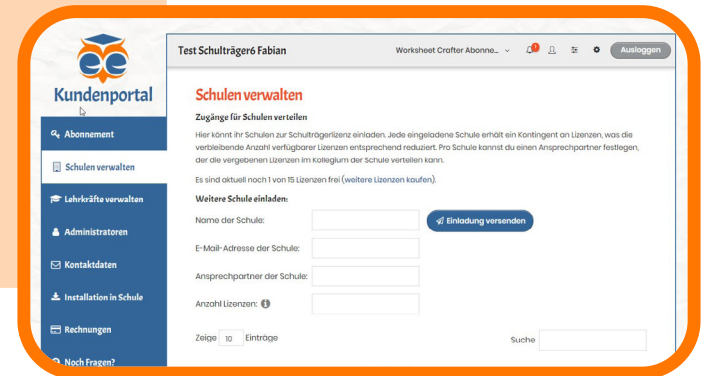 Test Schulträger6 Fabian
Worksheet Crafter Abonne...
1
Ausloggen
Kundenportal
Abonnement
Schulen verwalten
Lehrkräfte verwalten
Administratoren
Kontaktdaten
Installation in Schule
Rechnungen
Noch Fragen?
Schulen verwalten
Zugänge für Schulen verteilen
Hier könnt ihr Schulen zur Schulträgerlizenz einladen. Jede eingeladene Schule erhält ein Kontingent an Lizenzen, was die
verbleibende Anzahl verfügbarer Lizenzen entsprechend reduziert. Pro Schule kannst du einen Ansprechpartner festlegen,
der die vergebenen Lizenzen im Kollegium der Schule verteilen kann.
Es sind aktuell noch 1 von 15 Lizenzen frei (weitere Lizenzen kaufen).
Weitere Schule einladen:
Name der Schule:
Einladung versenden
E-Mail-Adresse der Schule:
Ansprechpartner der Schule:
Anzahl Lizenzen:
Zeige 10 Einträge
Suche